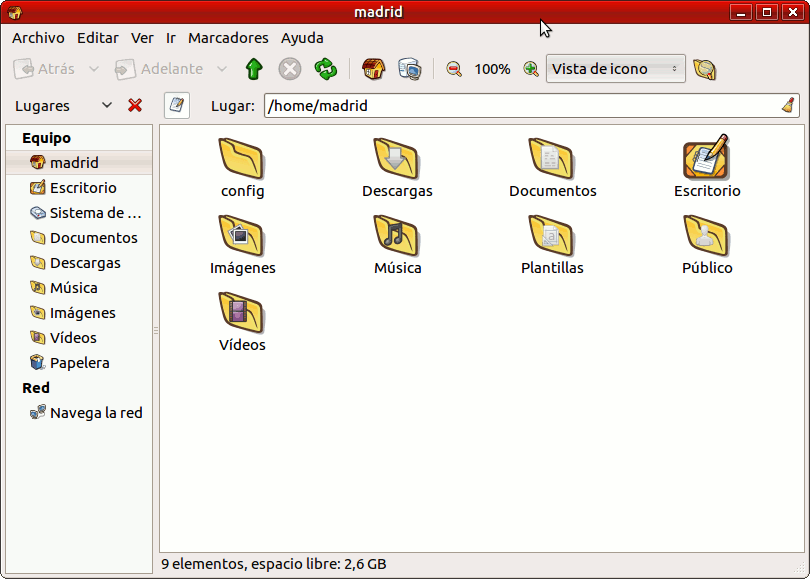 madrid
Archivo Editar Ver Ir Marcadores Ayuda
Atrás Adelante 100% Vista de icono
Lugares Lugar: /home/madrid
Equipo
madrid
Escritorio
Sistema de ...
Documentos
Descargas
Música
Imágenes
Vídeos
Papelera
Red
Navega la red
config Descargas Documentos Escritorio
Imágenes Música Plantillas Público
Vídeos
9 elementos, espacio libre: 2,6 GB